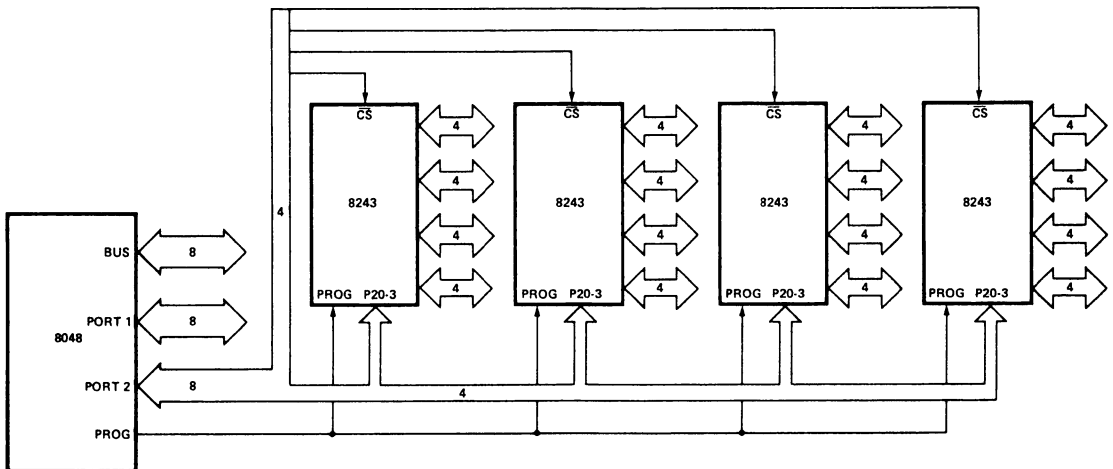 CS CS CS CS
4 4 4 4
4 4 4 4
8243 8243 8243 8243
4
4 4 4 4
BUS 8
4 4 4 4
PROG P20-3 PROG P20-3 PROG P20-3 PROG P20-3
PORT 1 8
8048
PORT 2 8
4
PROG